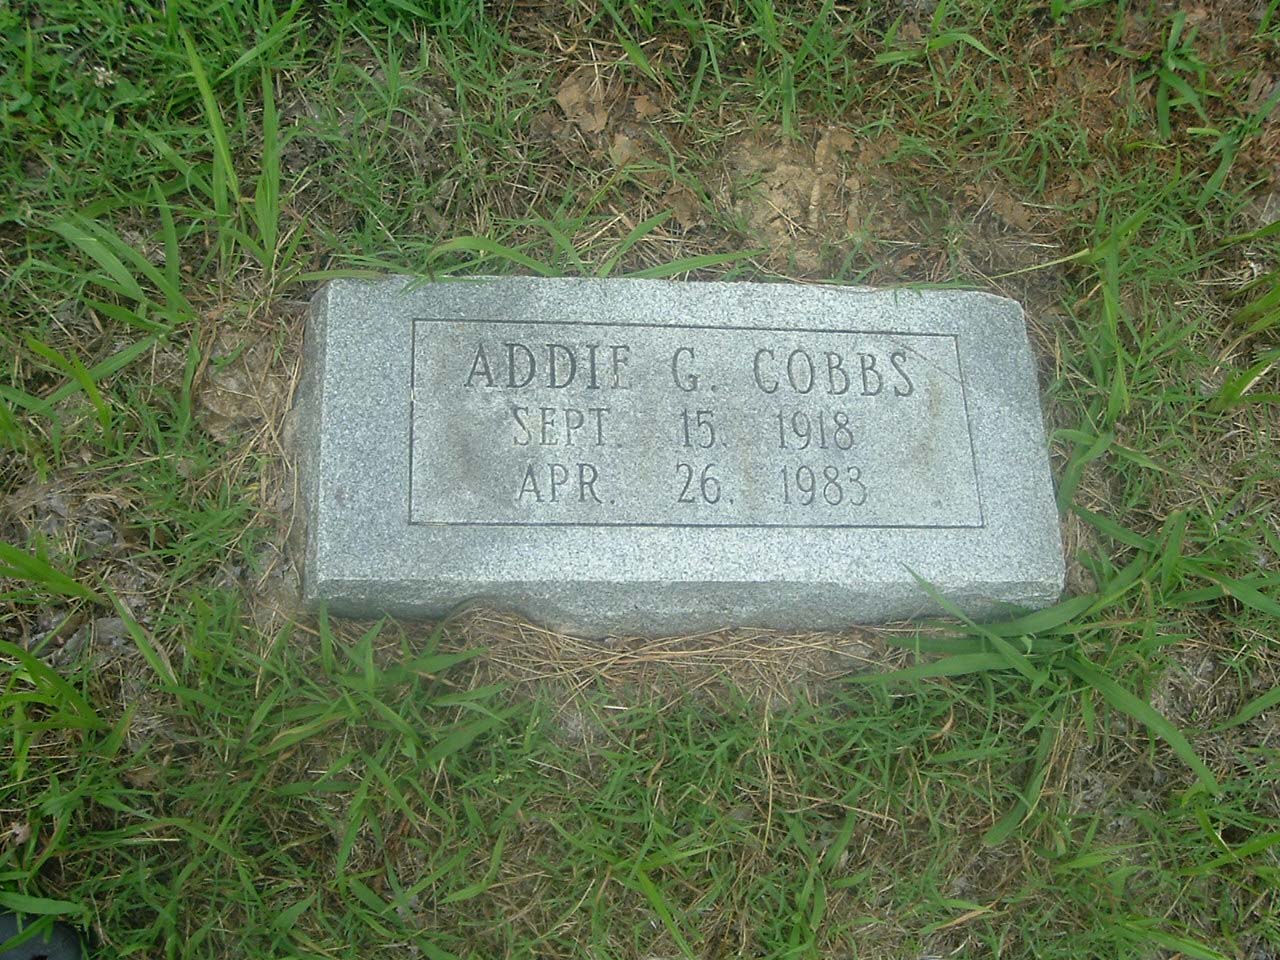 ADDIE G. COBBS
SEPT. 15. 1918
APR. 26. 1983